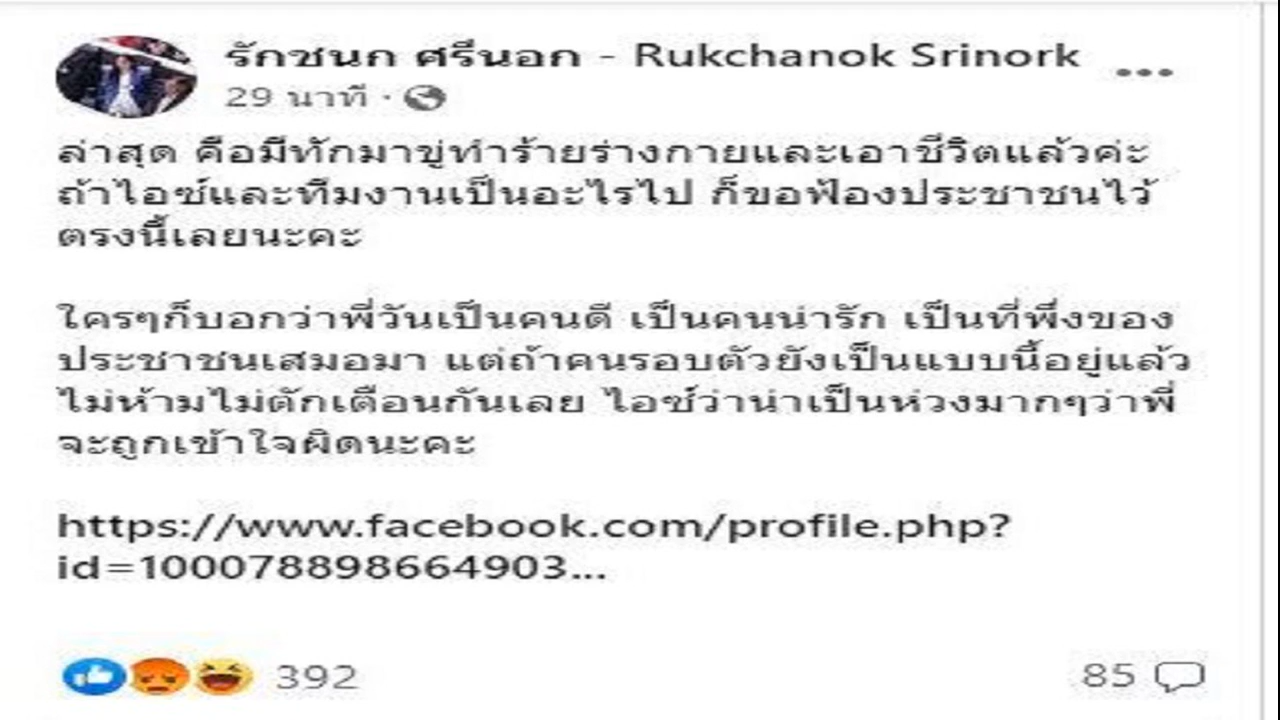 รักชนก ศรีนอก - Rukchanok Srinork
29 นาที ·
ล่าสุด คือมีทักมาขู่ทำร้ายร่างกายและเอาชีวิตแล้วค่ะ
ถ้าไอซ์และทีมงานเป็นอะไรไป ก็ขอฟ้องประชาชนไว้
ตรงนี้เลยนะคะ
ใครๆก็บอกว่าพี่วันเป็นคนดี เป็นคนน่ารัก เป็นที่พึ่งของ
ประชาชนเสมอมา แต่ถ้าคนรอบตัวยังเป็นแบบนี้อยู่แล้ว
ไม่ห้ามไม่ตักเตือนกันเลย ไอซ์ว่าน่าเป็นห่วงมากๆว่าพี่
จะถูกเข้าใจผิดนะคะ
https://www.facebook.com/profile.php?
id=100078898664903...
392
85